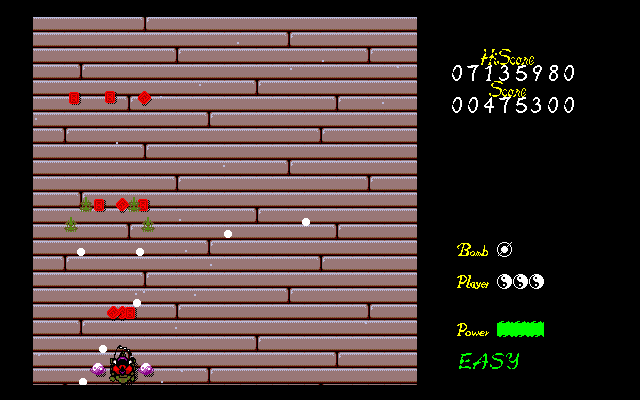 HiScore
07135980
Score
00475300
Bomb
Player
Power
EASY